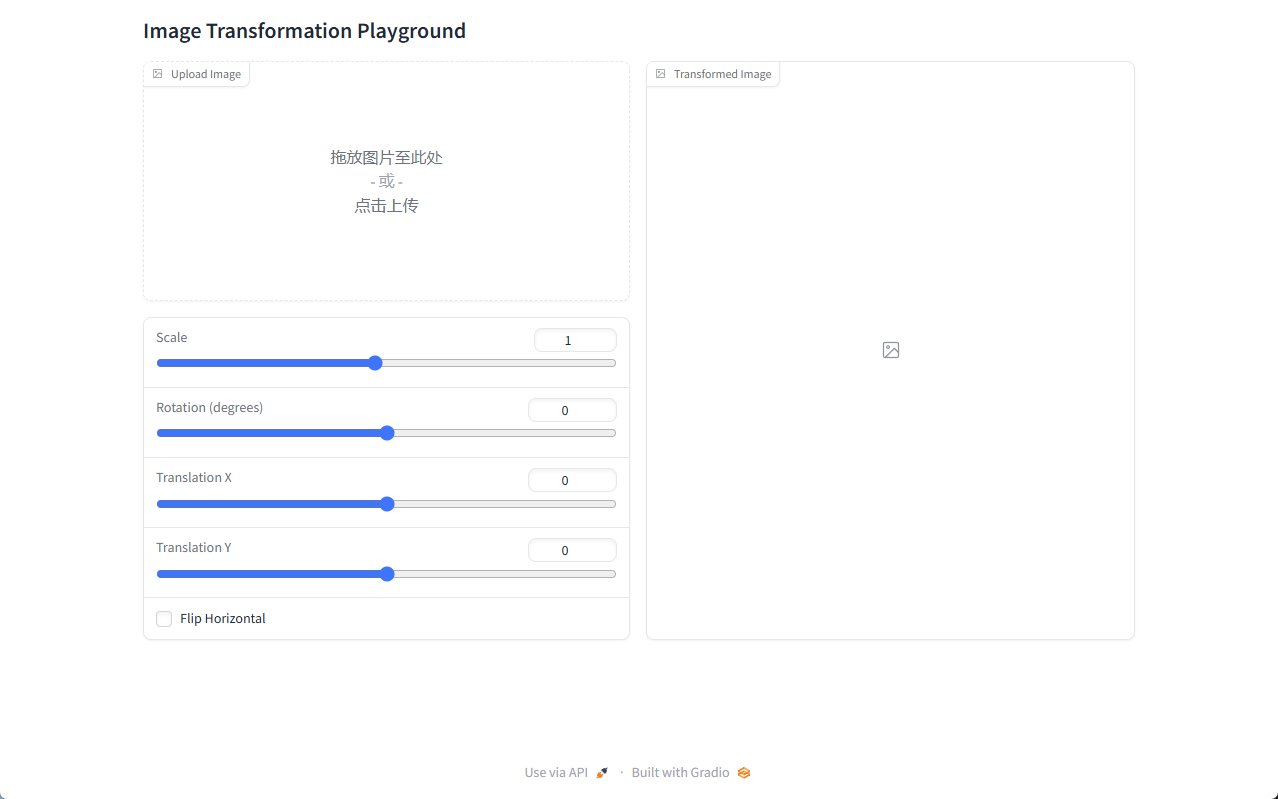 Image Transformation Playground
Upload Image
拖放图片至此处
- 或 -
点击上传
Scale
1
Rotation (degrees)
0
Translation X
0
Translation Y
0
Flip Horizontal
Transformed Image
Use via API · Built with Gradio